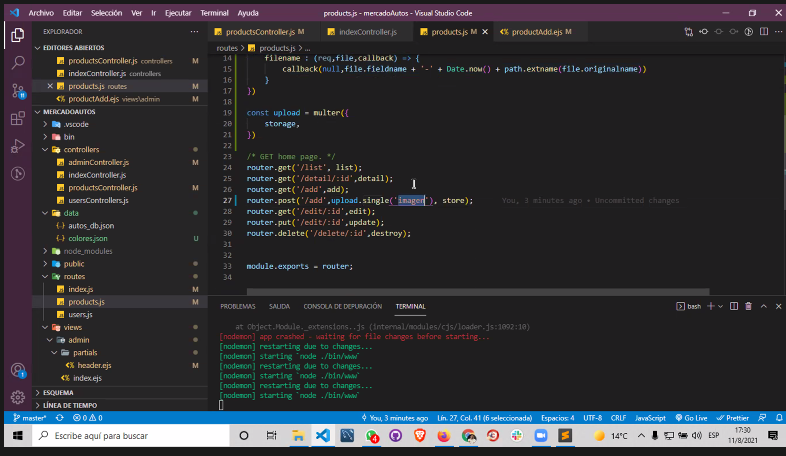 Archivo Editar Selección Ver Ir Ejecutar Terminal Ayuda products.js - mercadoAutos - Visual Studio Code
EXPLORADOR
EDITORES ABIERTOS
productsController.js controllers M
indexController.js controllers
products.js routes M
productAdd.ejs views\admin
MERCADOAUTOS
.vscode
bin
controllers
adminController.js M
indexController.js
productsController.js M
usersControllers.js
data
autos_db.json
colores.json U
node_modules
public
routes
index.js M
products.js M
users.js
views
admin
partials
header.ejs M
index.ejs
ESQUEMA
LÍNEA DE TIEMPO
productsController.js M indexController.js products.js M productAdd.ejs M
routes > products.js > ...
14 filename : (req,file,callback) => {
15 callback(null,file.fieldname + '-' + Date.now() + path.extname(file.originalname))
16 }
17 })
18
19 const upload = multer({
20 storage,
21 })
22
23 /* GET home page. */
24 router.get('/list', list);
25 router.get('/detail/:id',detail);
26 router.get('/add',add);
27 router.post('/add',upload.single('imagen'), store); You, 3 minutes ago • Uncommitted changes
28 router.get('/edit/:id',edit);
29 router.put('/edit/:id',update);
30 router.delete('/delete/:id',destroy);
31
32
33 module.exports = router;
34
PROBLEMAS SALIDA CONSOLA DE DEPURACIÓN TERMINAL bash
at Object.Module._extensions..js (internal/modules/cjs/loader.js:1092:10)
[nodemon] app crashed - waiting for file changes before starting...
[nodemon] restarting due to changes...
[nodemon] starting `node ./bin/www`
[nodemon] restarting due to changes...
[nodemon] starting `node ./bin/www`
[nodemon] restarting due to changes...
[nodemon] starting `node ./bin/www`
master* 0 0 You, 3 minutes ago Lín. 27, Col. 41 (6 seleccionada) Espacios: 4 UTF-8 CRLF JavaScript Go Live Prettier
Escribe aquí para buscar 14°C ESP 17:30
11/8/2021